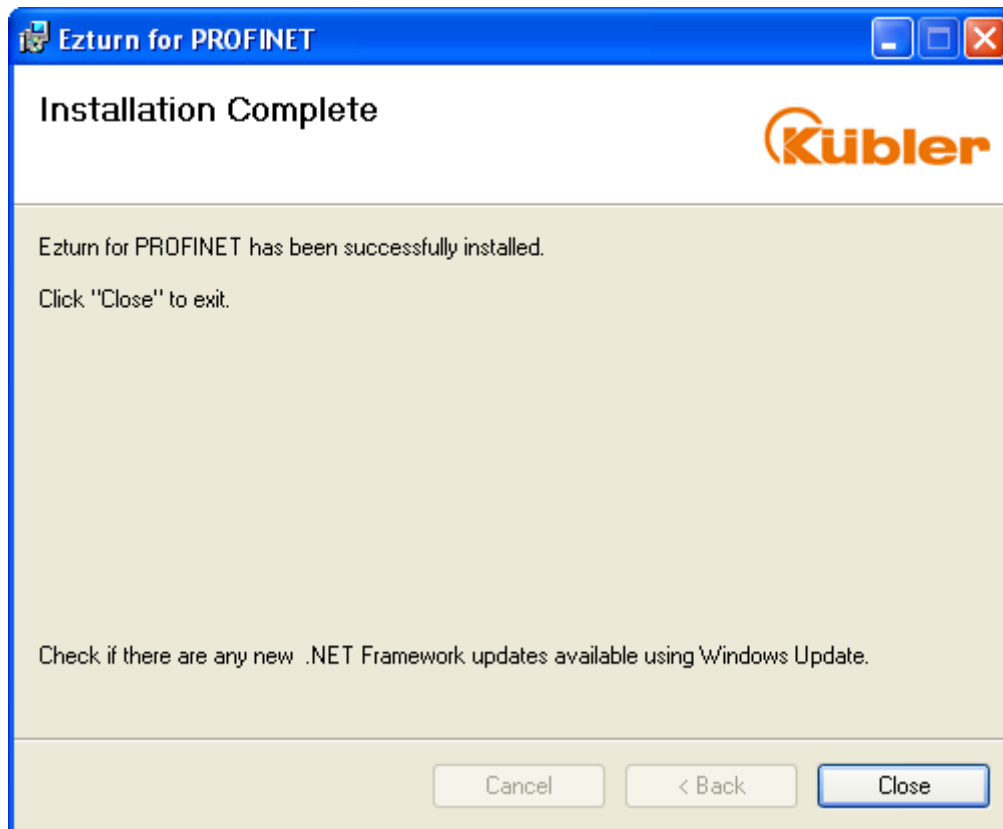 Ezturn for PROFINET
Installation Complete
Kübler
Ezturn for PROFINET has been successfully installed.
Click "Close" to exit.
Check if there are any new  .NET Framework updates available using Windows Update.
Cancel
< Back
Close